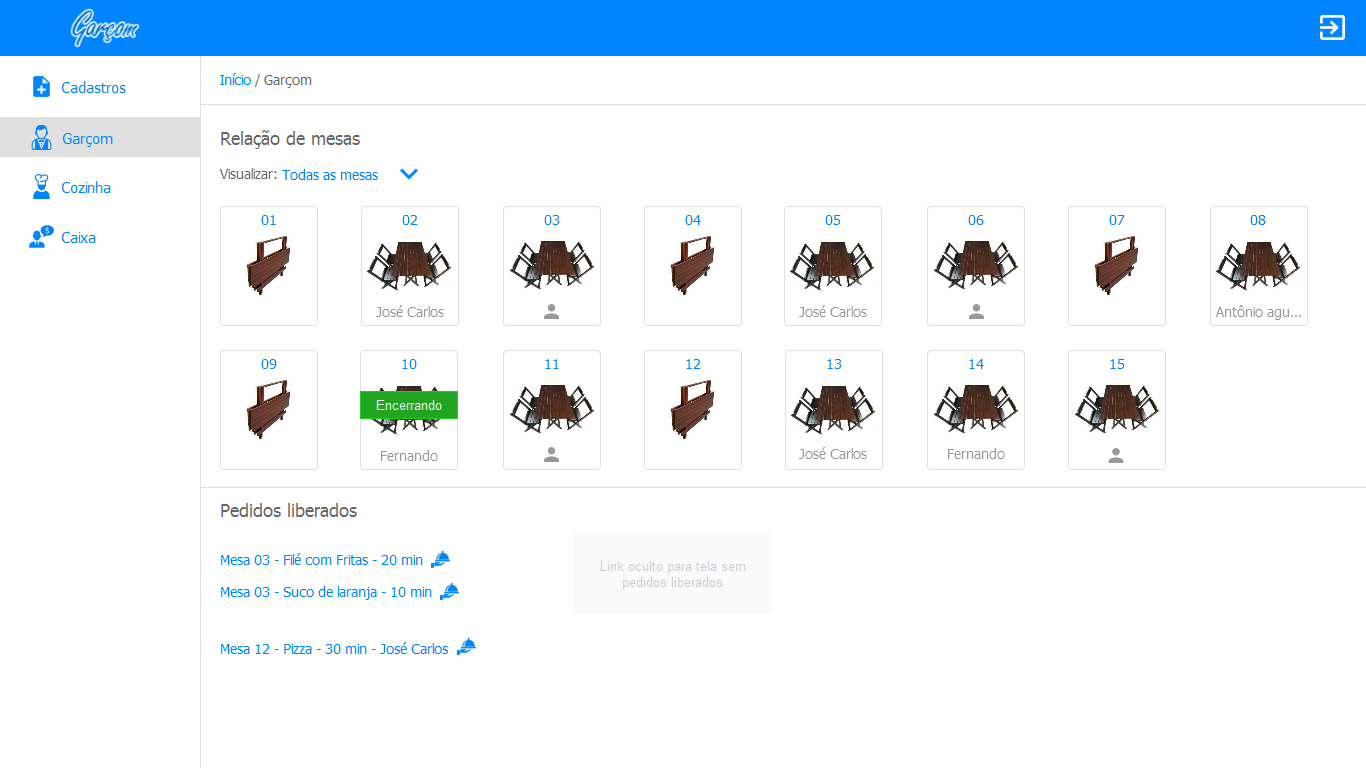 Garçom
Cadastros
Garçom
Cozinha
Caixa
Início / Garçom
Relação de mesas
Visualizar: Todas as mesas
01
02
José Carlos
03
04
05
José Carlos
06
07
08
Antônio agu...
09
10
Encerrando
Fernando
11
12
13
José Carlos
14
Fernando
15
Pedidos liberados
Mesa 03 - Filé com Fritas - 20 min
Mesa 03 - Suco de laranja - 10 min
Mesa 12 - Pizza - 30 min - José Carlos
Link oculto para tela sem
pedidos liberados